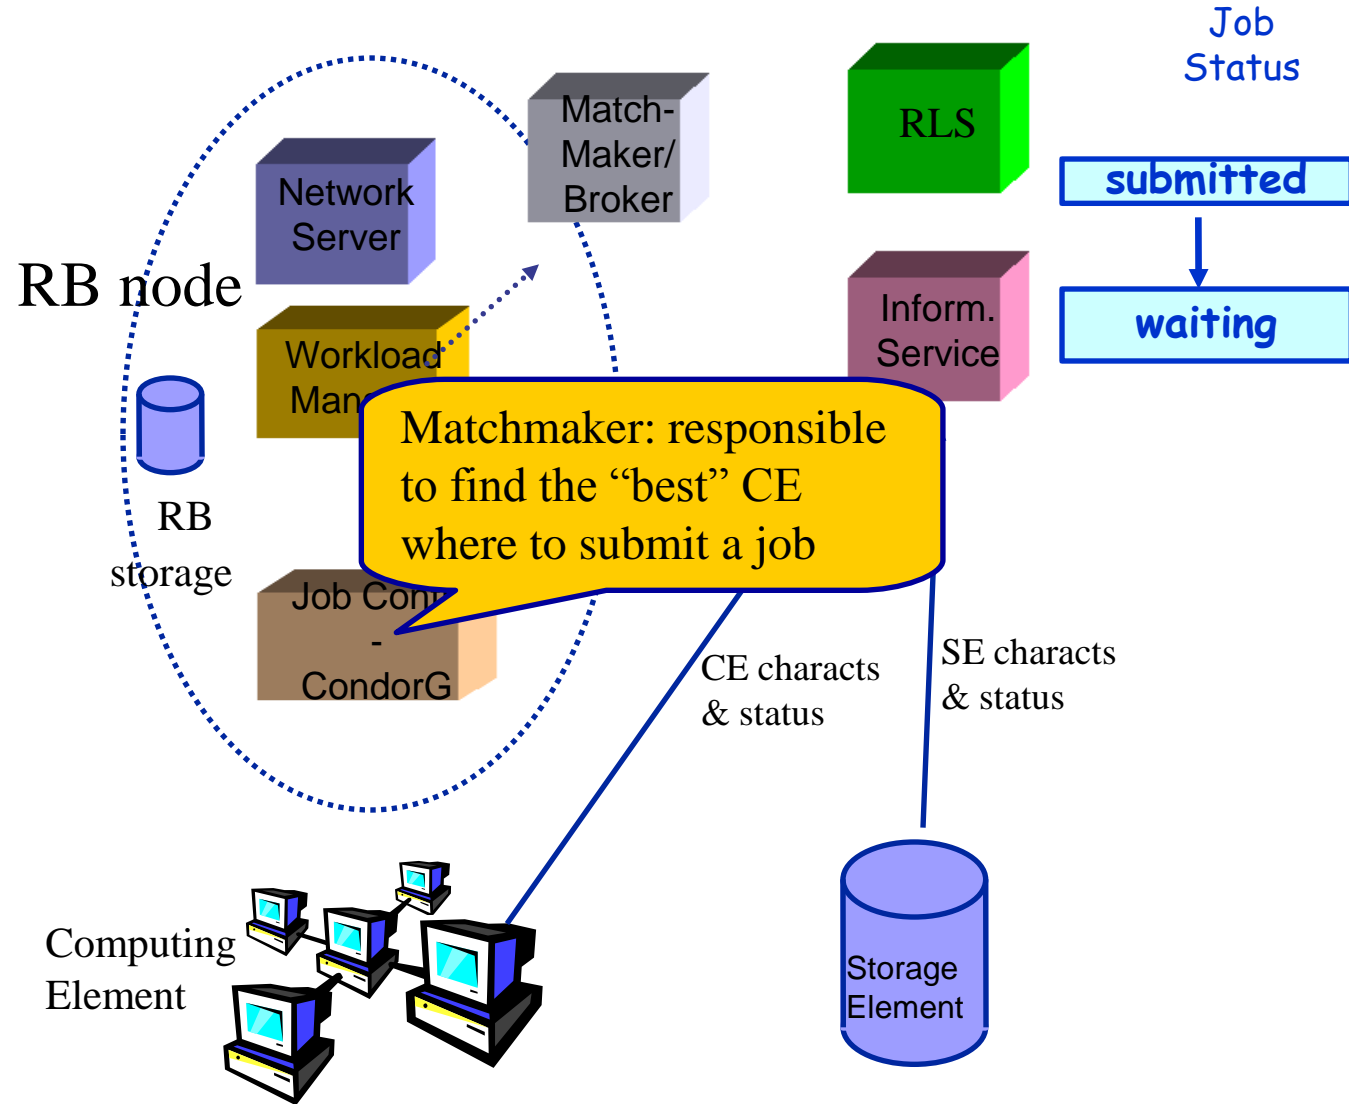 Job
Status
Match-
Maker/
Broker
RLS
submitted
Network
Server
RB node
Inform.
Service
waiting
Workload
Matchmaker: responsible
to find the “best” CE
where to submit a job
RB
storage
Job
-
CondorG
CE characts
& status
SE characts
& status
Computing
Element
Storage
Element